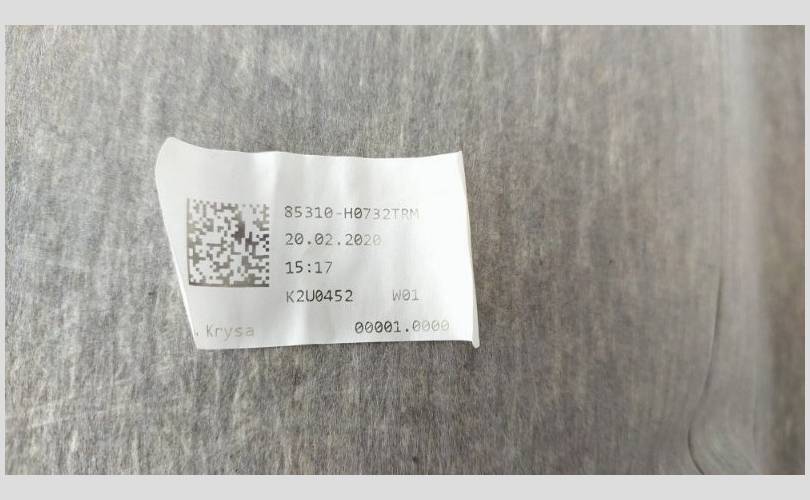 85310-H0732TRM
20.02.2020
15:17
K2U0452 W01
. Krysa 00001.0000